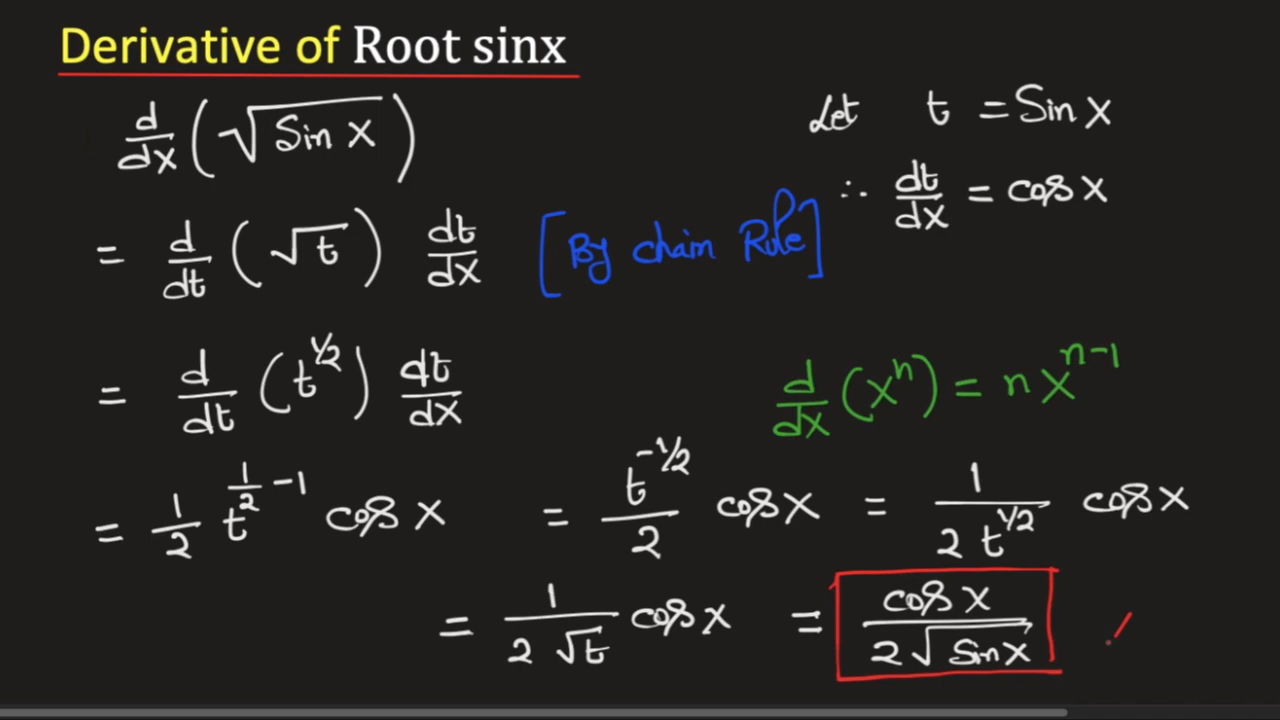 Derivative of Root sinx
d/dx (√Sin x)
Let t = Sin x
∴ dt/dx = cos x
= d/dt (√t) dt/dx [By chain Rule]
= d/dt (t^1/2) dt/dx
d/dx (x^n) = n x^n-1
= 1/2 t^1/2-1 cos x = t^-1/2/2 cos x = 1/2 t^1/2 cos x
= 1/2√t cos x = cos x/2√Sin x